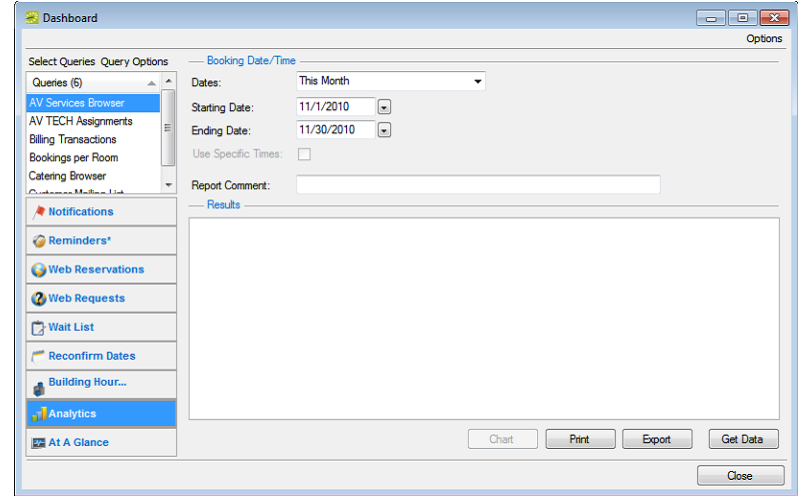 Dashboard
Options
Select Queries Query Options
Queries (6)
AV Services Browser
AV TECH Assignments
Billing Transactions
Bookings per Room
Catering Browser
Customer Mailing List
Notifications
Reminders*
Web Reservations
Web Requests
Wait List
Reconfirm Dates
Building Hour...
Analytics
At A Glance
Booking Date/Time
Dates: This Month
Starting Date: 11/1/2010
Ending Date: 11/30/2010
Use Specific Times:
Report Comment:
Results
Chart Print Export Get Data
Close